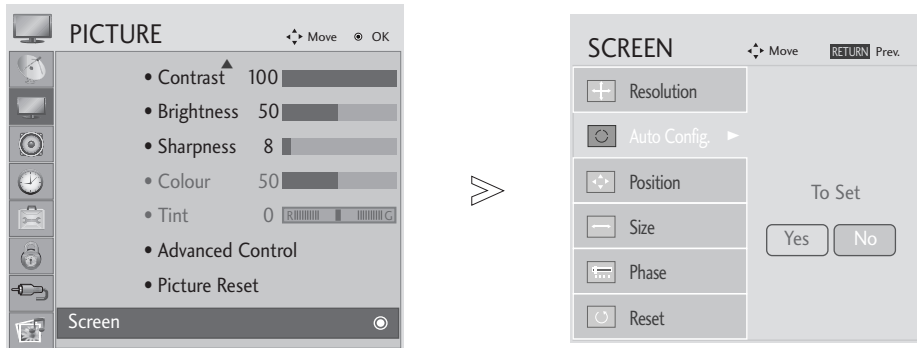 PICTURE
Move
OK
• Contrast 100
• Brightness 50
• Sharpness 8
• Colour 50
• Tint 0 R G
• Advanced Control
• Picture Reset
Screen
SCREEN
Move
RETURN Prev.
Resolution
Auto Config.
Position
Size
Phase
Reset
To Set
Yes No